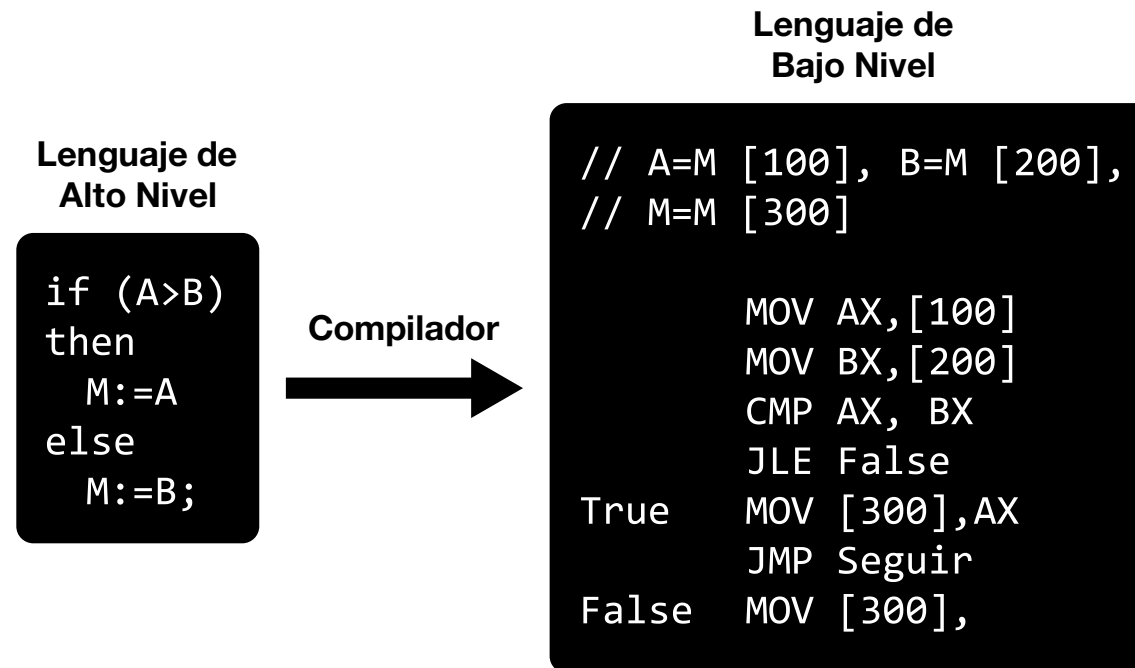 Lenguaje de
Bajo Nivel
Lenguaje de
Alto Nivel
if (A>B)
then
M:=A
else
M:=B;
Compilador
// A=M [100], B=M [200],
// M=M [300]
MOV AX,[100]
MOV BX,[200]
CMP AX, BX
JLE False
True MOV [300],AX
JMP Seguir
False MOV [300],